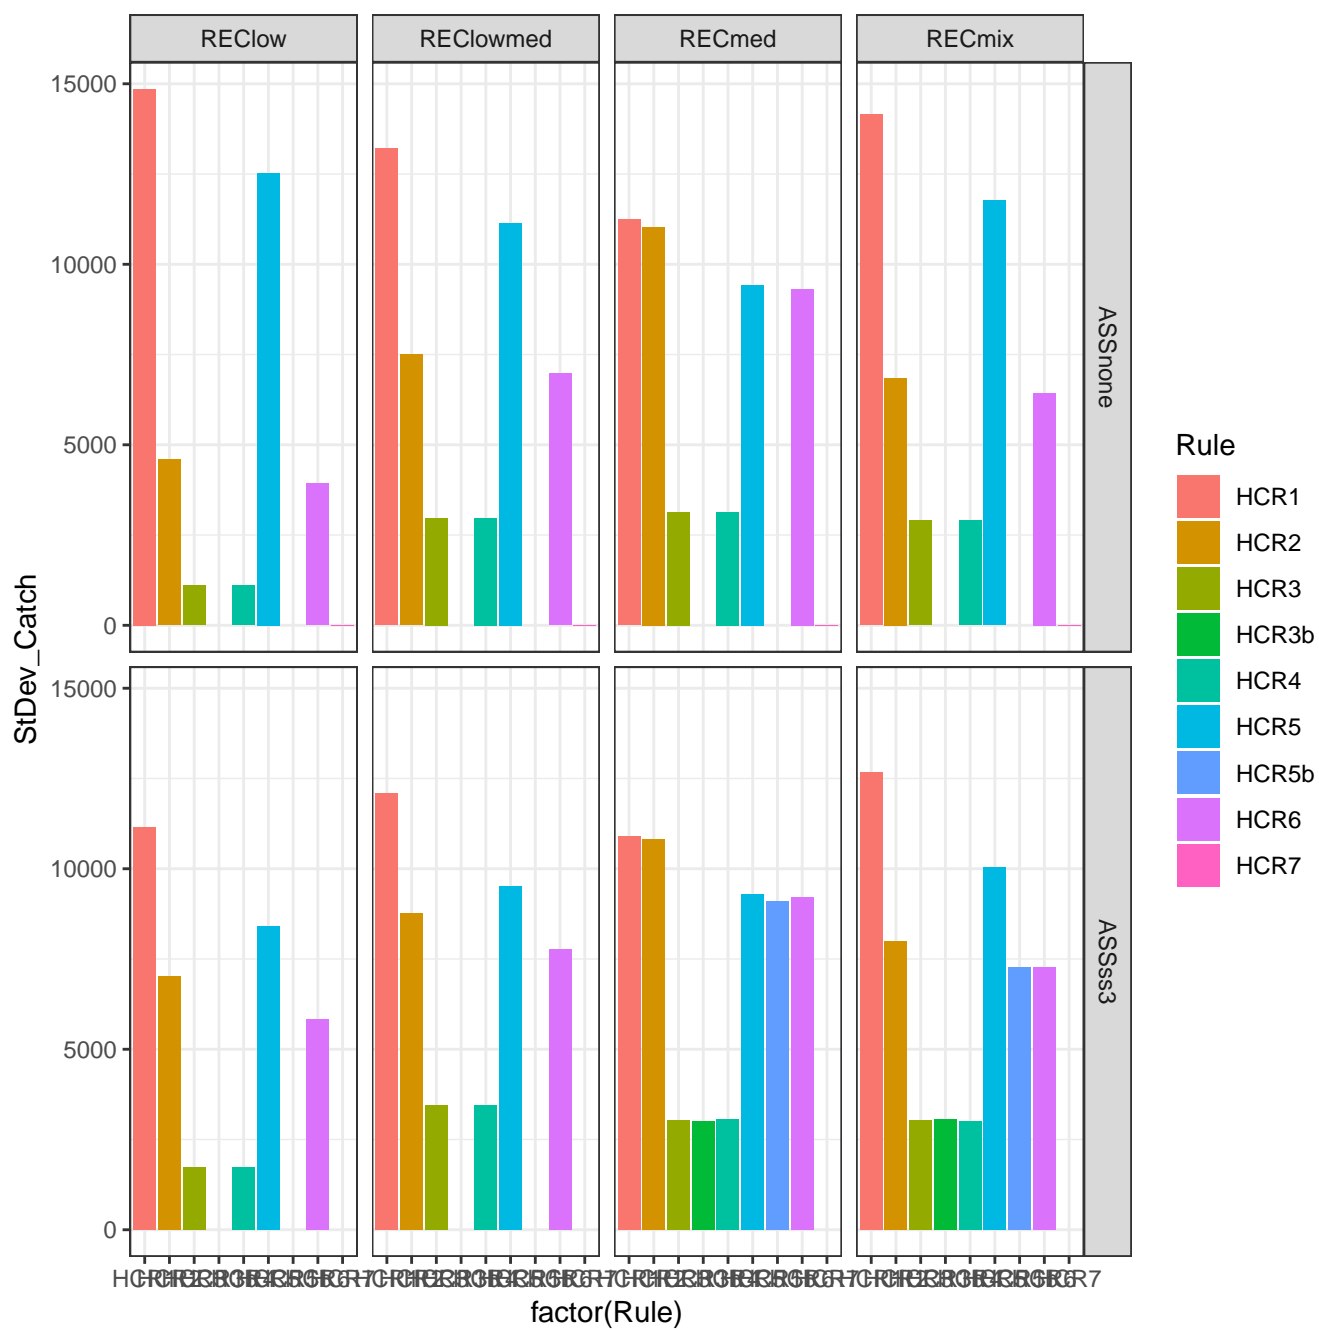 REClow REClowmed RECmed RECmix
15000
10000
5000
0
ASSnone
15000
10000
5000
0
ASSss3
StDev_Catch
factor(Rule)
Rule
HCR1
HCR2
HCR3
HCR3b
HCR4
HCR5
HCR5b
HCR6
HCR7